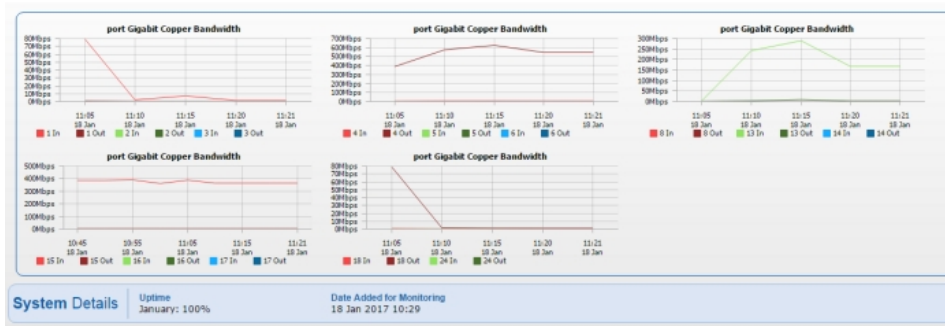 port Gigabit Copper Bandwidth
80Mbps
70Mbps
60Mbps
50Mbps
40Mbps
30Mbps
20Mbps
10Mbps
0Mbps
11:05 11:10 11:15 11:20 11:21
18 Jan 18 Jan 18 Jan 18 Jan 18 Jan
1 In 1 Out 2 In 2 Out 3 In 3 Out
port Gigabit Copper Bandwidth
700Mbps
600Mbps
500Mbps
400Mbps
300Mbps
200Mbps
100Mbps
0Mbps
11:05 11:10 11:15 11:20 11:21
18 Jan 18 Jan 18 Jan 18 Jan 18 Jan
4 In 4 Out 5 In 5 Out 6 In 6 Out
port Gigabit Copper Bandwidth
300Mbps
250Mbps
200Mbps
150Mbps
100Mbps
50Mbps
0Mbps
11:05 11:10 11:15 11:20 11:21
18 Jan 18 Jan 18 Jan 18 Jan 18 Jan
8 In 8 Out 13 In 13 Out 14 In 14 Out
port Gigabit Copper Bandwidth
500Mbps
400Mbps
300Mbps
200Mbps
100Mbps
0Mbps
10:45 10:55 11:05 11:15 11:21
18 Jan 18 Jan 18 Jan 18 Jan 18 Jan
15 In 15 Out 16 In 16 Out 17 In 17 Out
port Gigabit Copper Bandwidth
80Mbps
70Mbps
60Mbps
50Mbps
40Mbps
30Mbps
20Mbps
10Mbps
0Mbps
11:05 11:10 11:15 11:20 11:21
18 Jan 18 Jan 18 Jan 18 Jan 18 Jan
18 In 18 Out 24 In 24 Out
System Details
Uptime
January: 100%
Date Added for Monitoring
18 Jan 2017 10:29